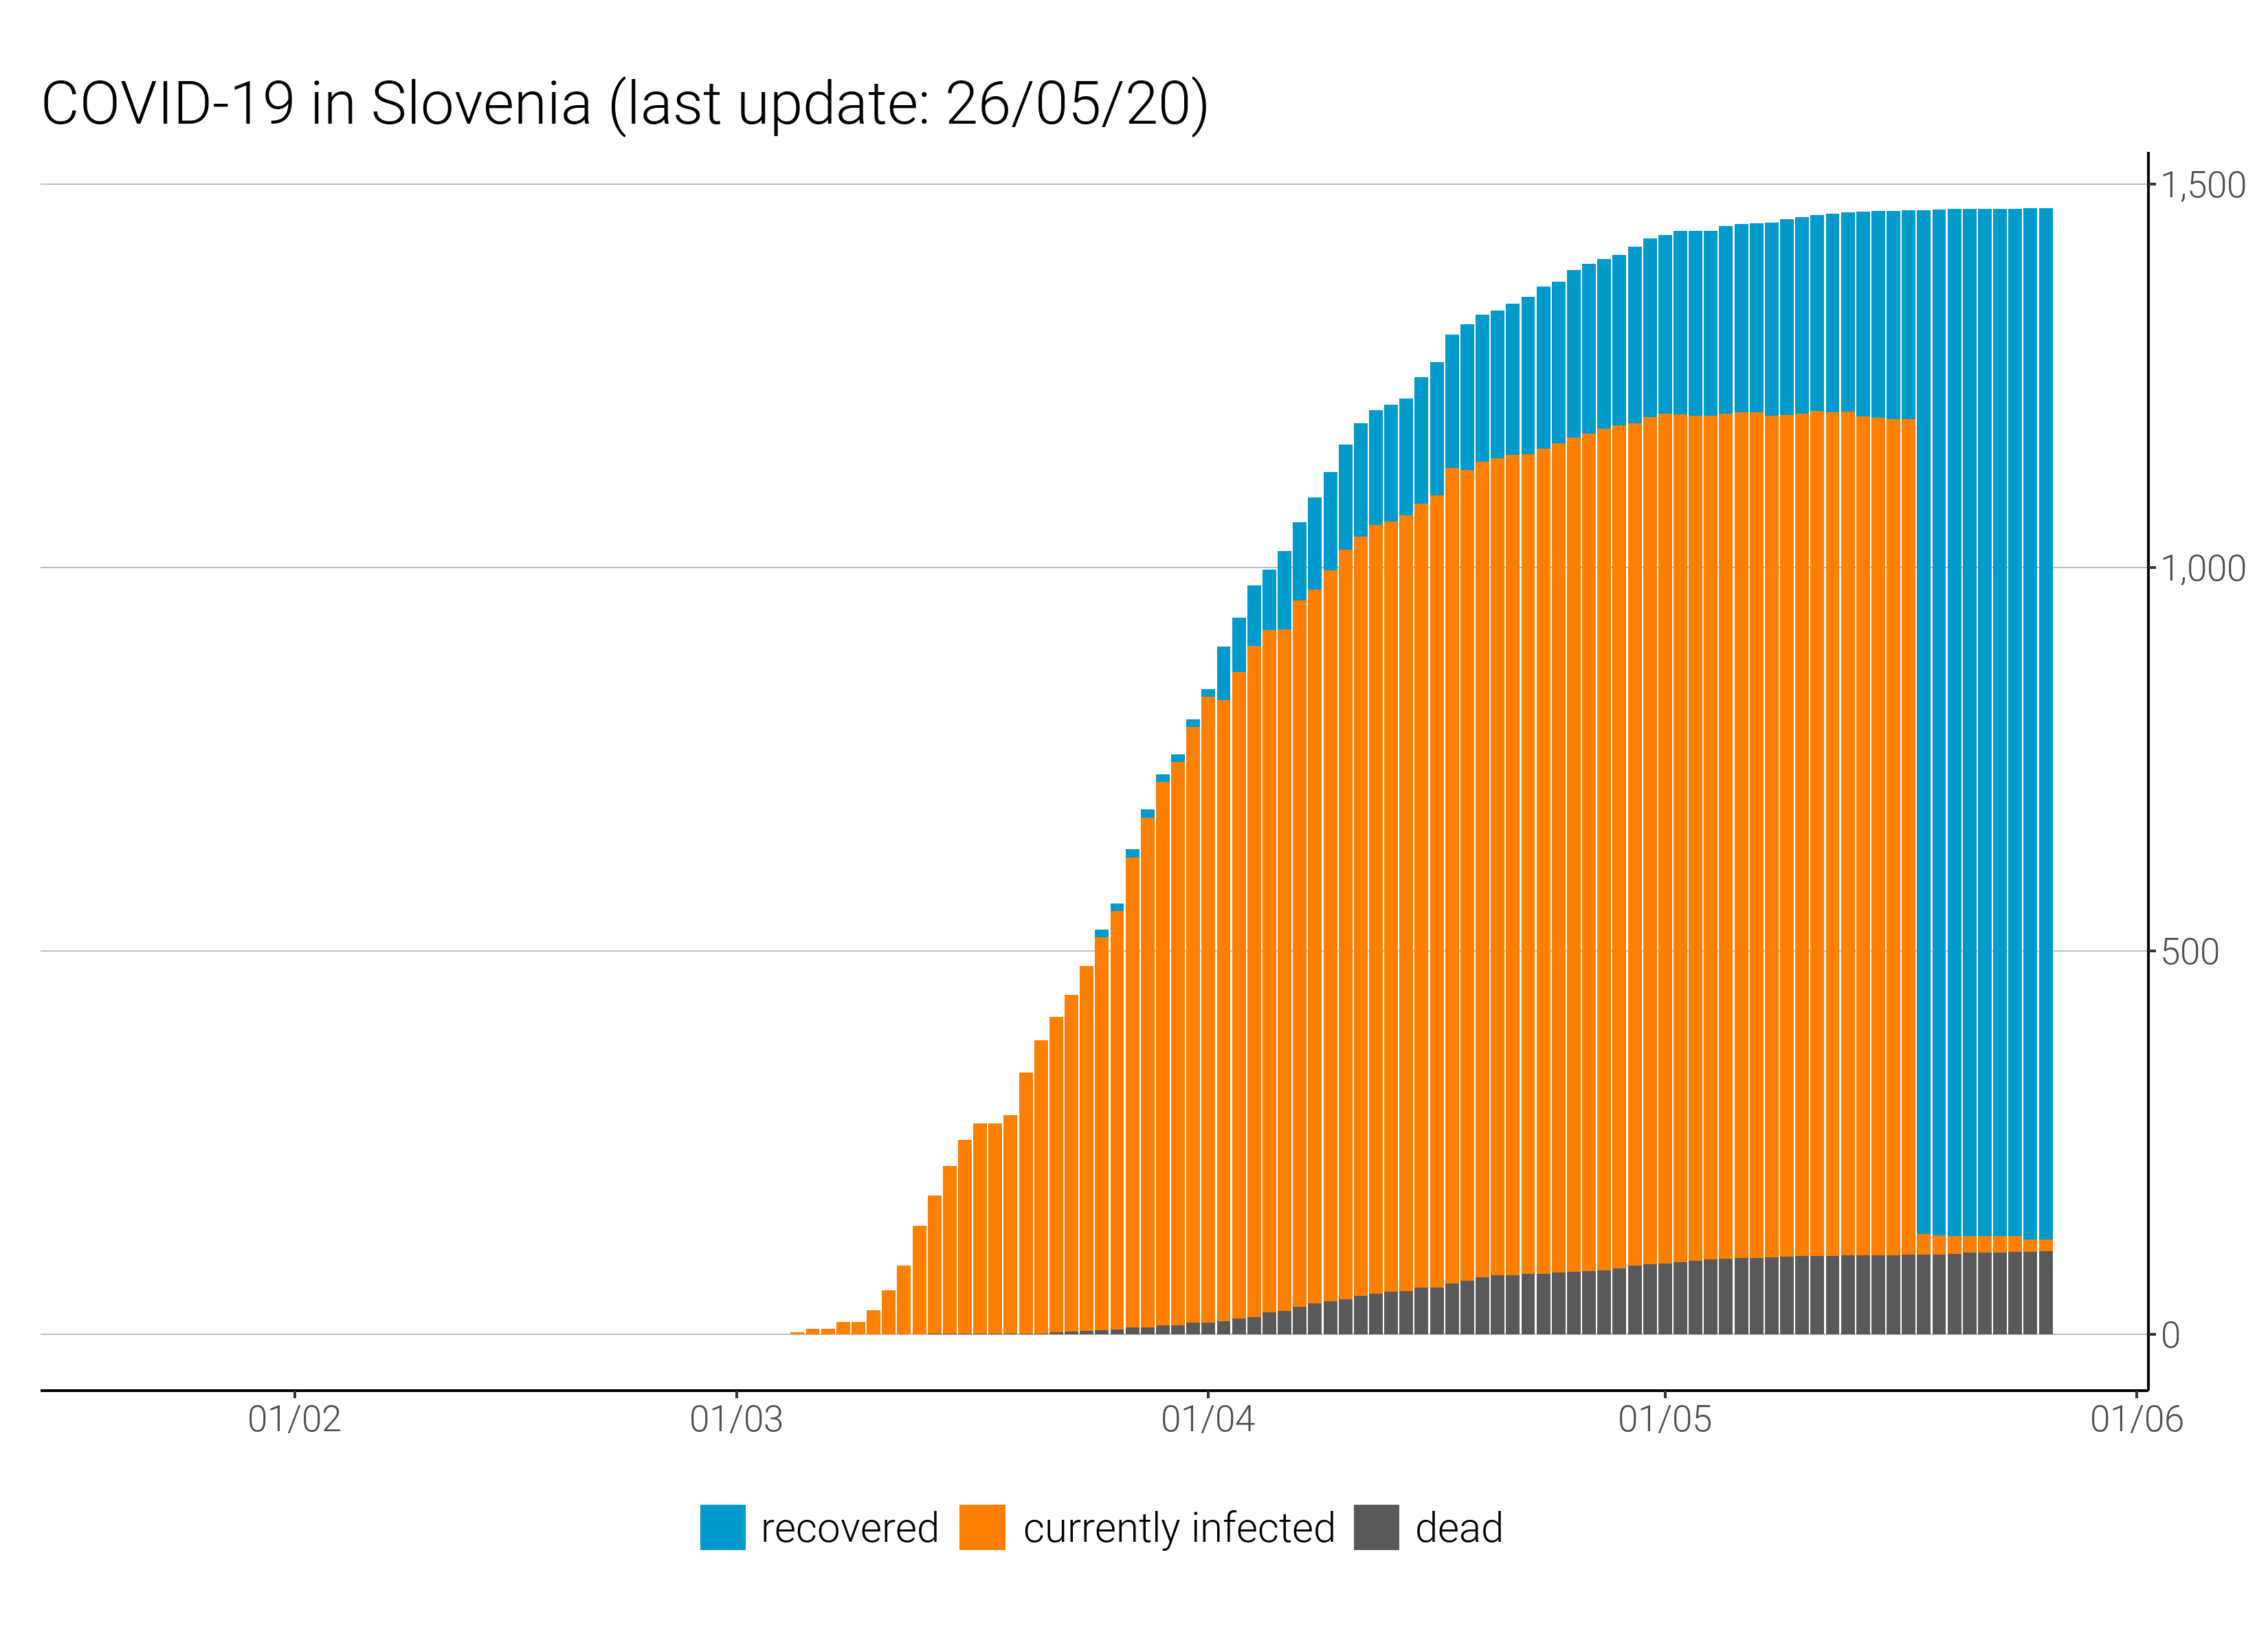 COVID-19 in Slovenia (last update: 26/05/20)
1,500
1,000
500
0
01/02 01/03 01/04 01/05 01/06
recovered currently infected dead